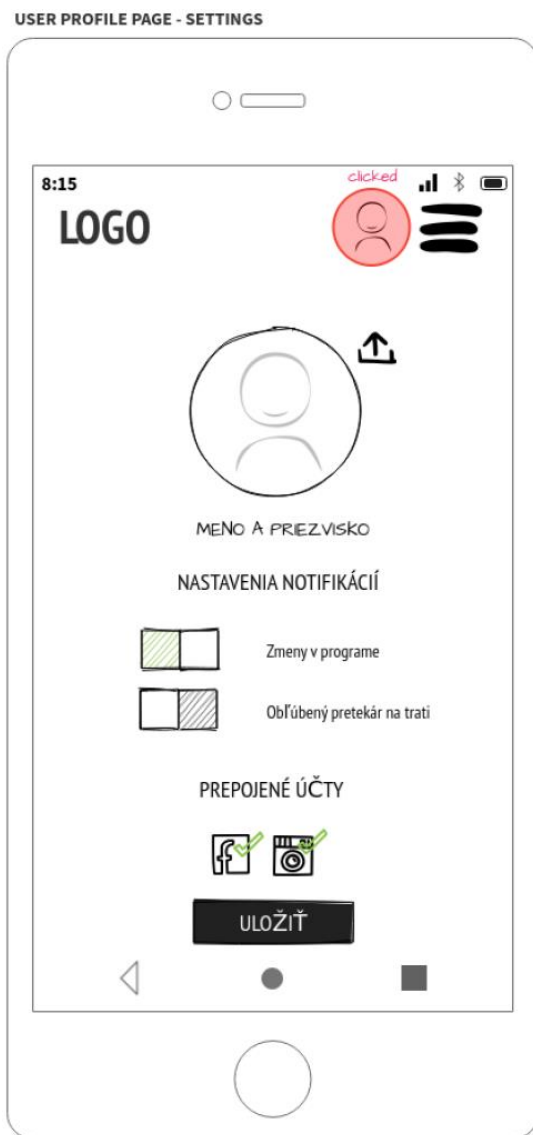 USER PROFILE PAGE - SETTINGS
8:15
clicked
LOGO
MENO A PRIEZVISKO
NASTAVENIA NOTIFIKÁCIÍ
Zmeny v programe
Obľúbený pretekár na trati
PREPOJENÉ ÚČTY
f
ULOŽIŤ